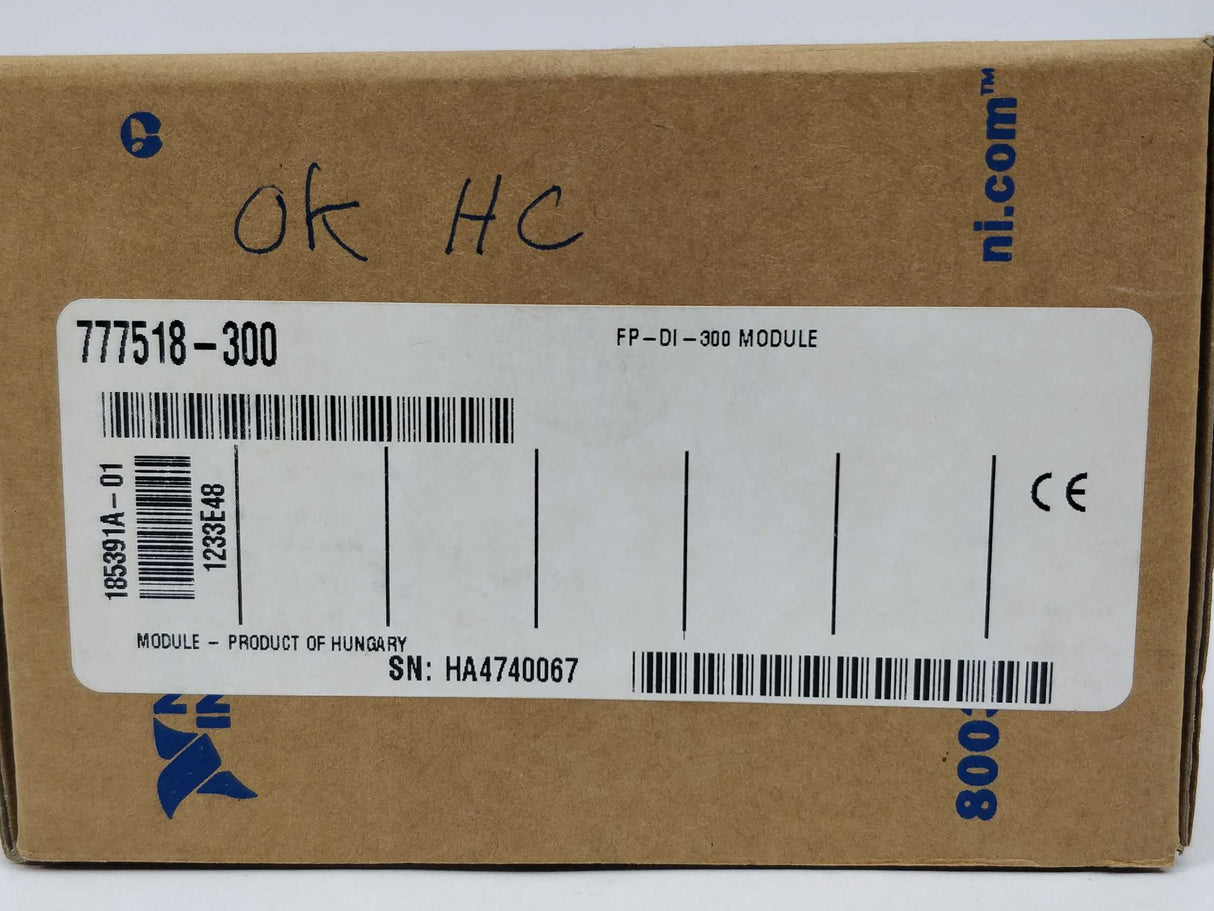 ni.com™
OK HC
777518-300
FP-DI-300 MODULE
185391A-01
1233E48
CE
MODULE - PRODUCT OF HUNGARY
SN: HA4740067